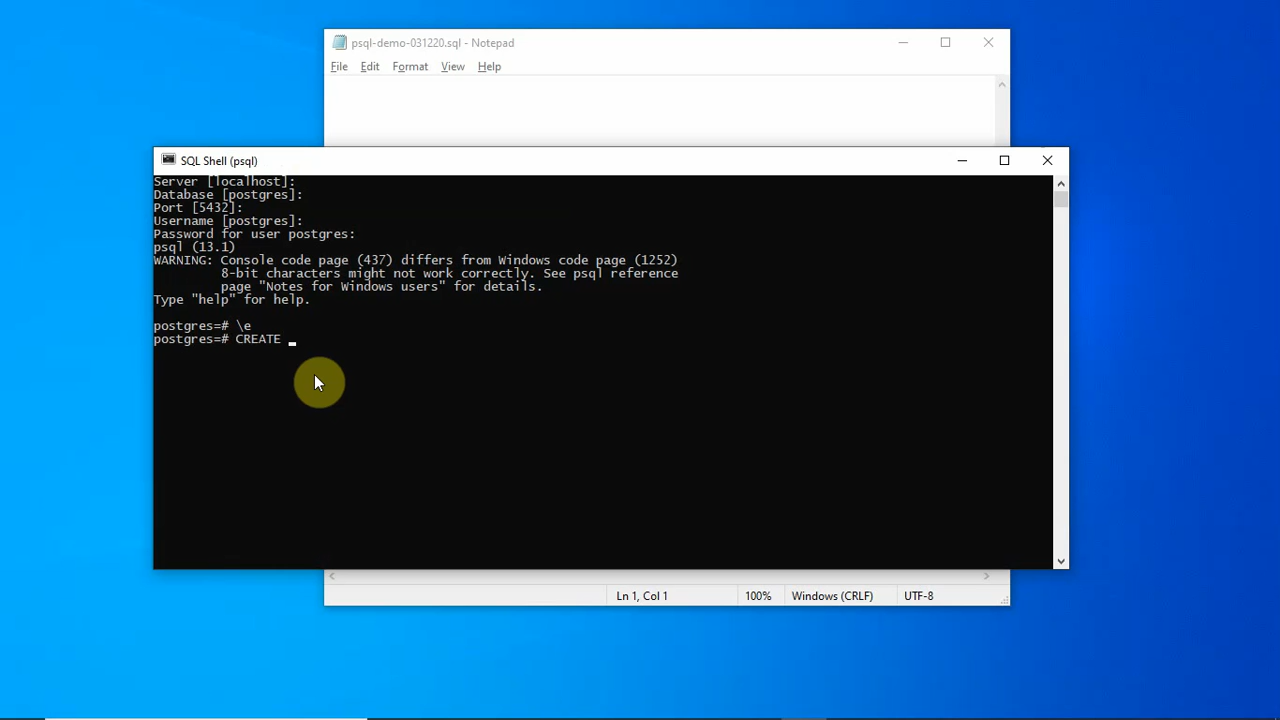 psql-demo-031220.sql - Notepad
File Edit Format View Help
SQL Shell (psql)
Server [localhost]:
Database [postgres]:
Port [5432]:
Username [postgres]:
Password for user postgres:
psql (13.1)
WARNING: Console code page (437) differs from Windows code page (1252)
         8-bit characters might not work correctly. See psql reference
         page "Notes for Windows users" for details.
Type "help" for help.
postgres=# \e
postgres=# CREATE _
Ln 1, Col 1 100% Windows (CRLF) UTF-8